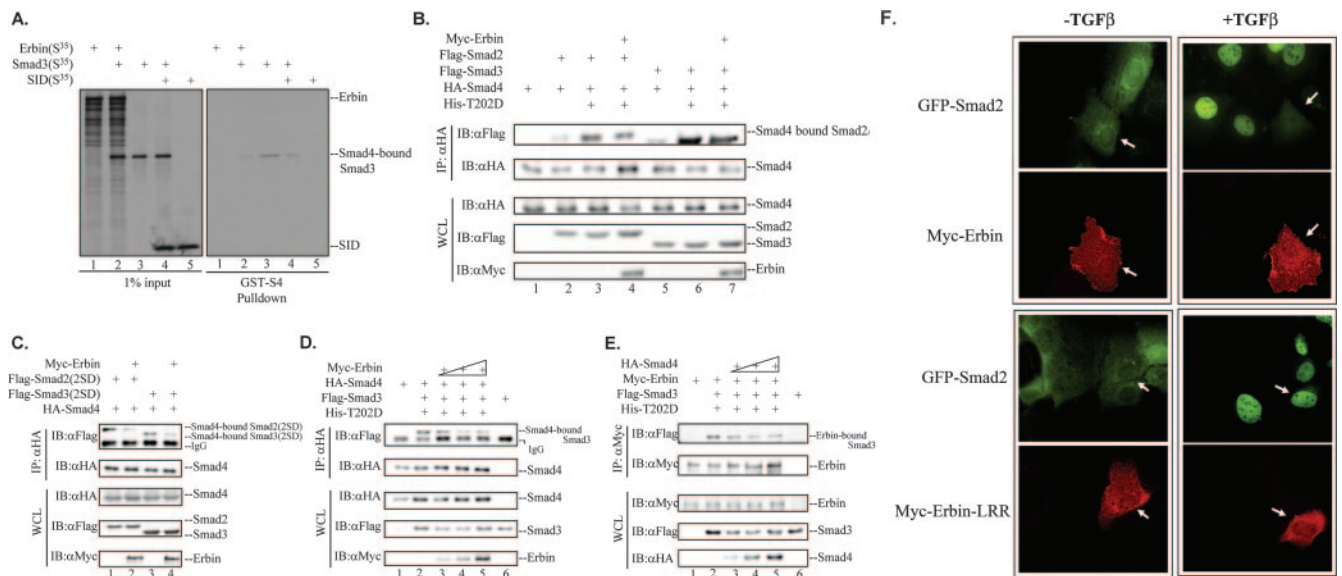 A.
Erbin(S³⁵) + +
Smad3(S³⁵) + + + + + +
SID(S³⁵) + + + +
--Erbin
--Smad4-bound
Smad3
--SID
1 2 3 4 5 1 2 3 4 5
1% input
GST-S4
Pulldown
B.
Myc-Erbin + +
Flag-Smad2 + + +
Flag-Smad3 + + +
HA-Smad4 + + + + + + +
His-T202D + + + +
IP: αHA
IB:αFlag --Smad4 bound Smad2/
IB:αHA --Smad4
WCL
IB:αHA --Smad4
IB:αFlag --Smad2
--Smad3
IB:αMyc --Erbin
1 2 3 4 5 6 7
C.
Myc-Erbin + +
Flag-Smad2(2SD) + +
Flag-Smad3(2SD) + +
HA-Smad4 + + + +
IP: αHA
IB:αFlag --Smad4-bound Smad2(2SD)
--Smad4-bound Smad3(2SD)
--IgG
IB:αHA --Smad4
WCL
IB:αHA --Smad4
IB:αFlag --Smad2
--Smad3
IB:αMyc --Erbin
1 2 3 4
D.
Myc-Erbin + + +
HA-Smad4 + + + + +
Flag-Smad3 + + + + +
His-T202D + + + +
IP: αHA
IB:αFlag --Smad4-bound
Smad3
IgG
IB:αHA --Smad4
WCL
IB:αHA --Smad4
IB:αFlag --Smad3
IB:αMyc --Erbin
1 2 3 4 5 6
E.
HA-Smad4 + + +
Myc-Erbin + + + + +
Flag-Smad3 + + + + +
His-T202D + + + +
IP: αMyc
IB:αFlag --Erbin-bound
Smad3
IB:αMyc --Erbin
WCL
IB:αMyc --Erbin
IB:αFlag --Smad3
IB:αHA --Smad4
1 2 3 4 5 6
F.
-TGFβ +TGFβ
GFP-Smad2
Myc-Erbin
GFP-Smad2
Myc-Erbin-LRR